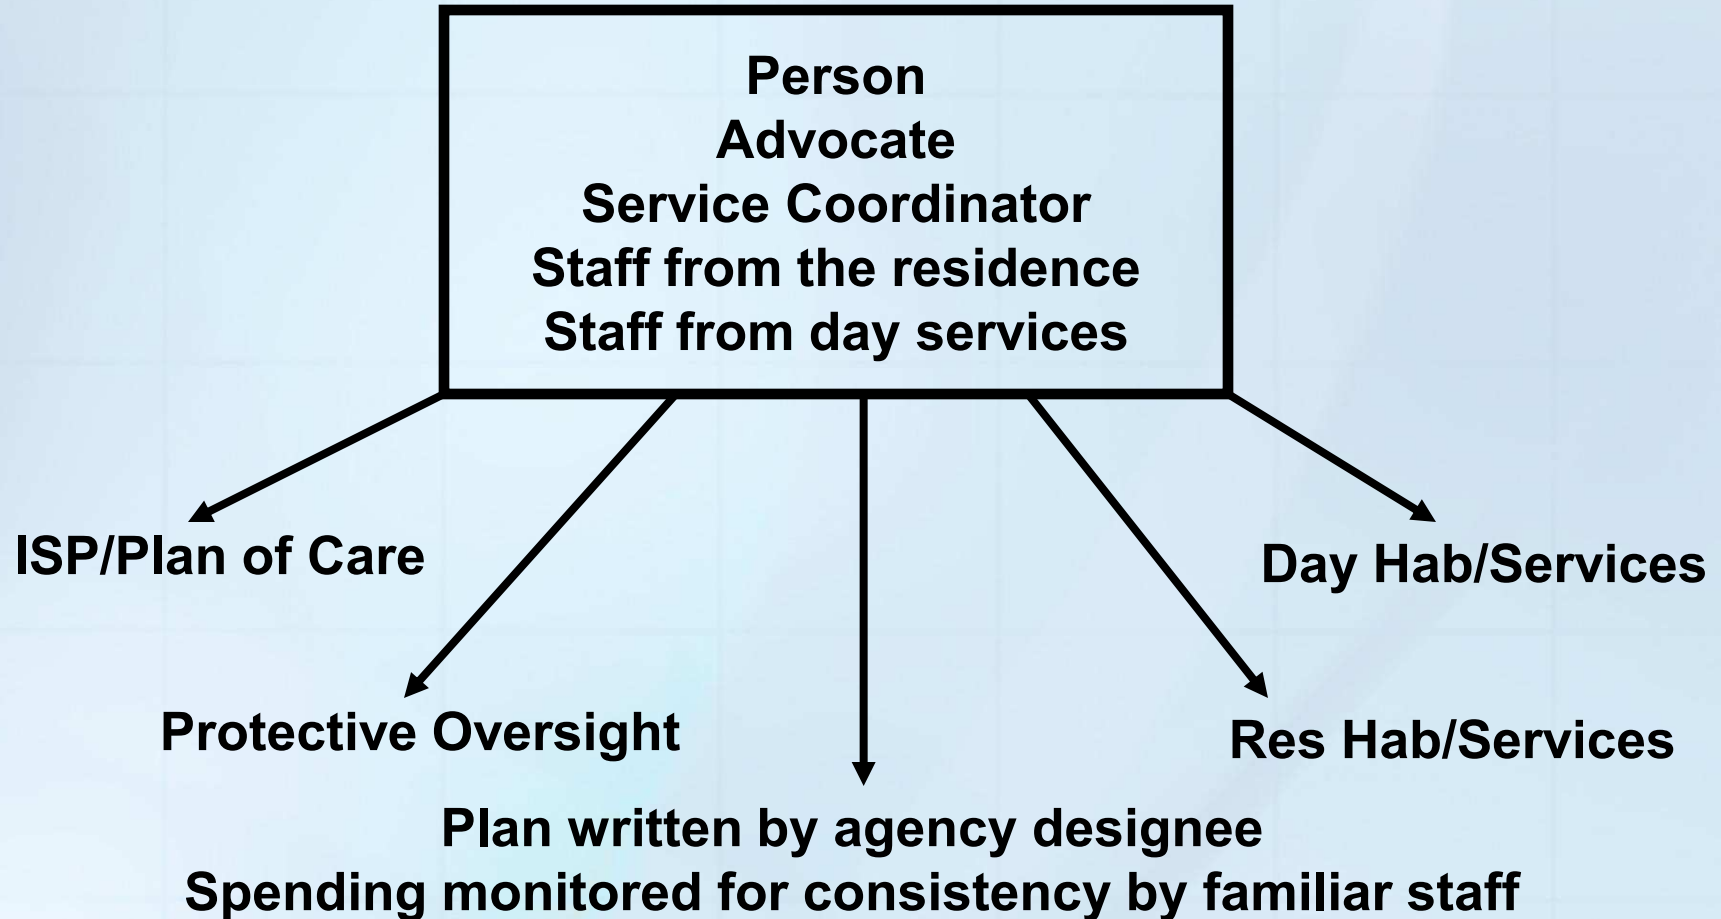 Person
Advocate
Service Coordinator
Staff from the residence
Staff from day services
ISP/Plan of Care
Day Hab/Services
Protective Oversight
Res Hab/Services
Plan written by agency designee
Spending monitored for consistency by familiar staff